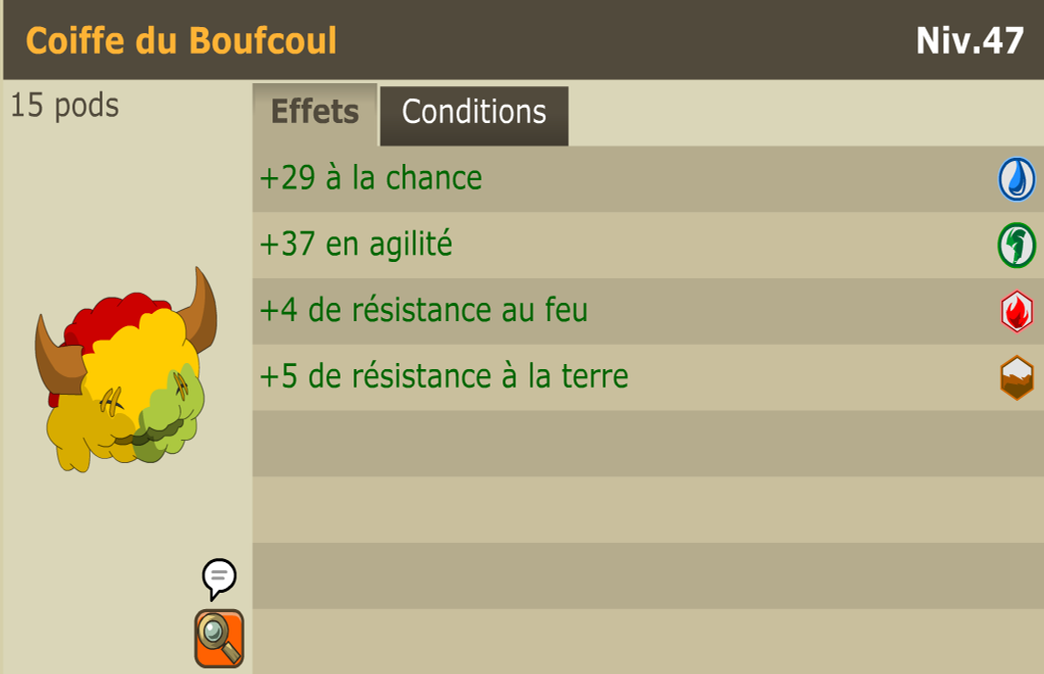 Coiffe du Boufcoul
Niv.47
15 pods
Effets
Conditions
+29 à la chance
+37 en agilité
+4 de résistance au feu
+5 de résistance à la terre